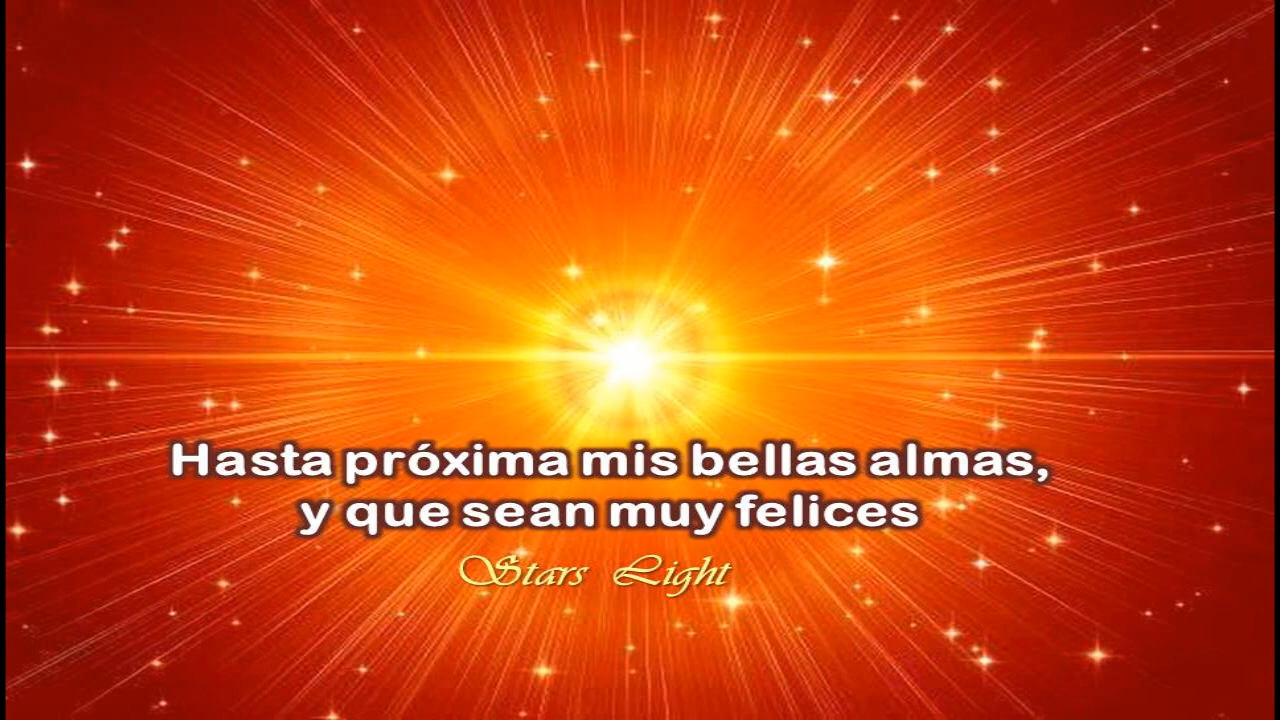 Hasta próxima mis bellas almas,
y que sean muy felices
Stars Light